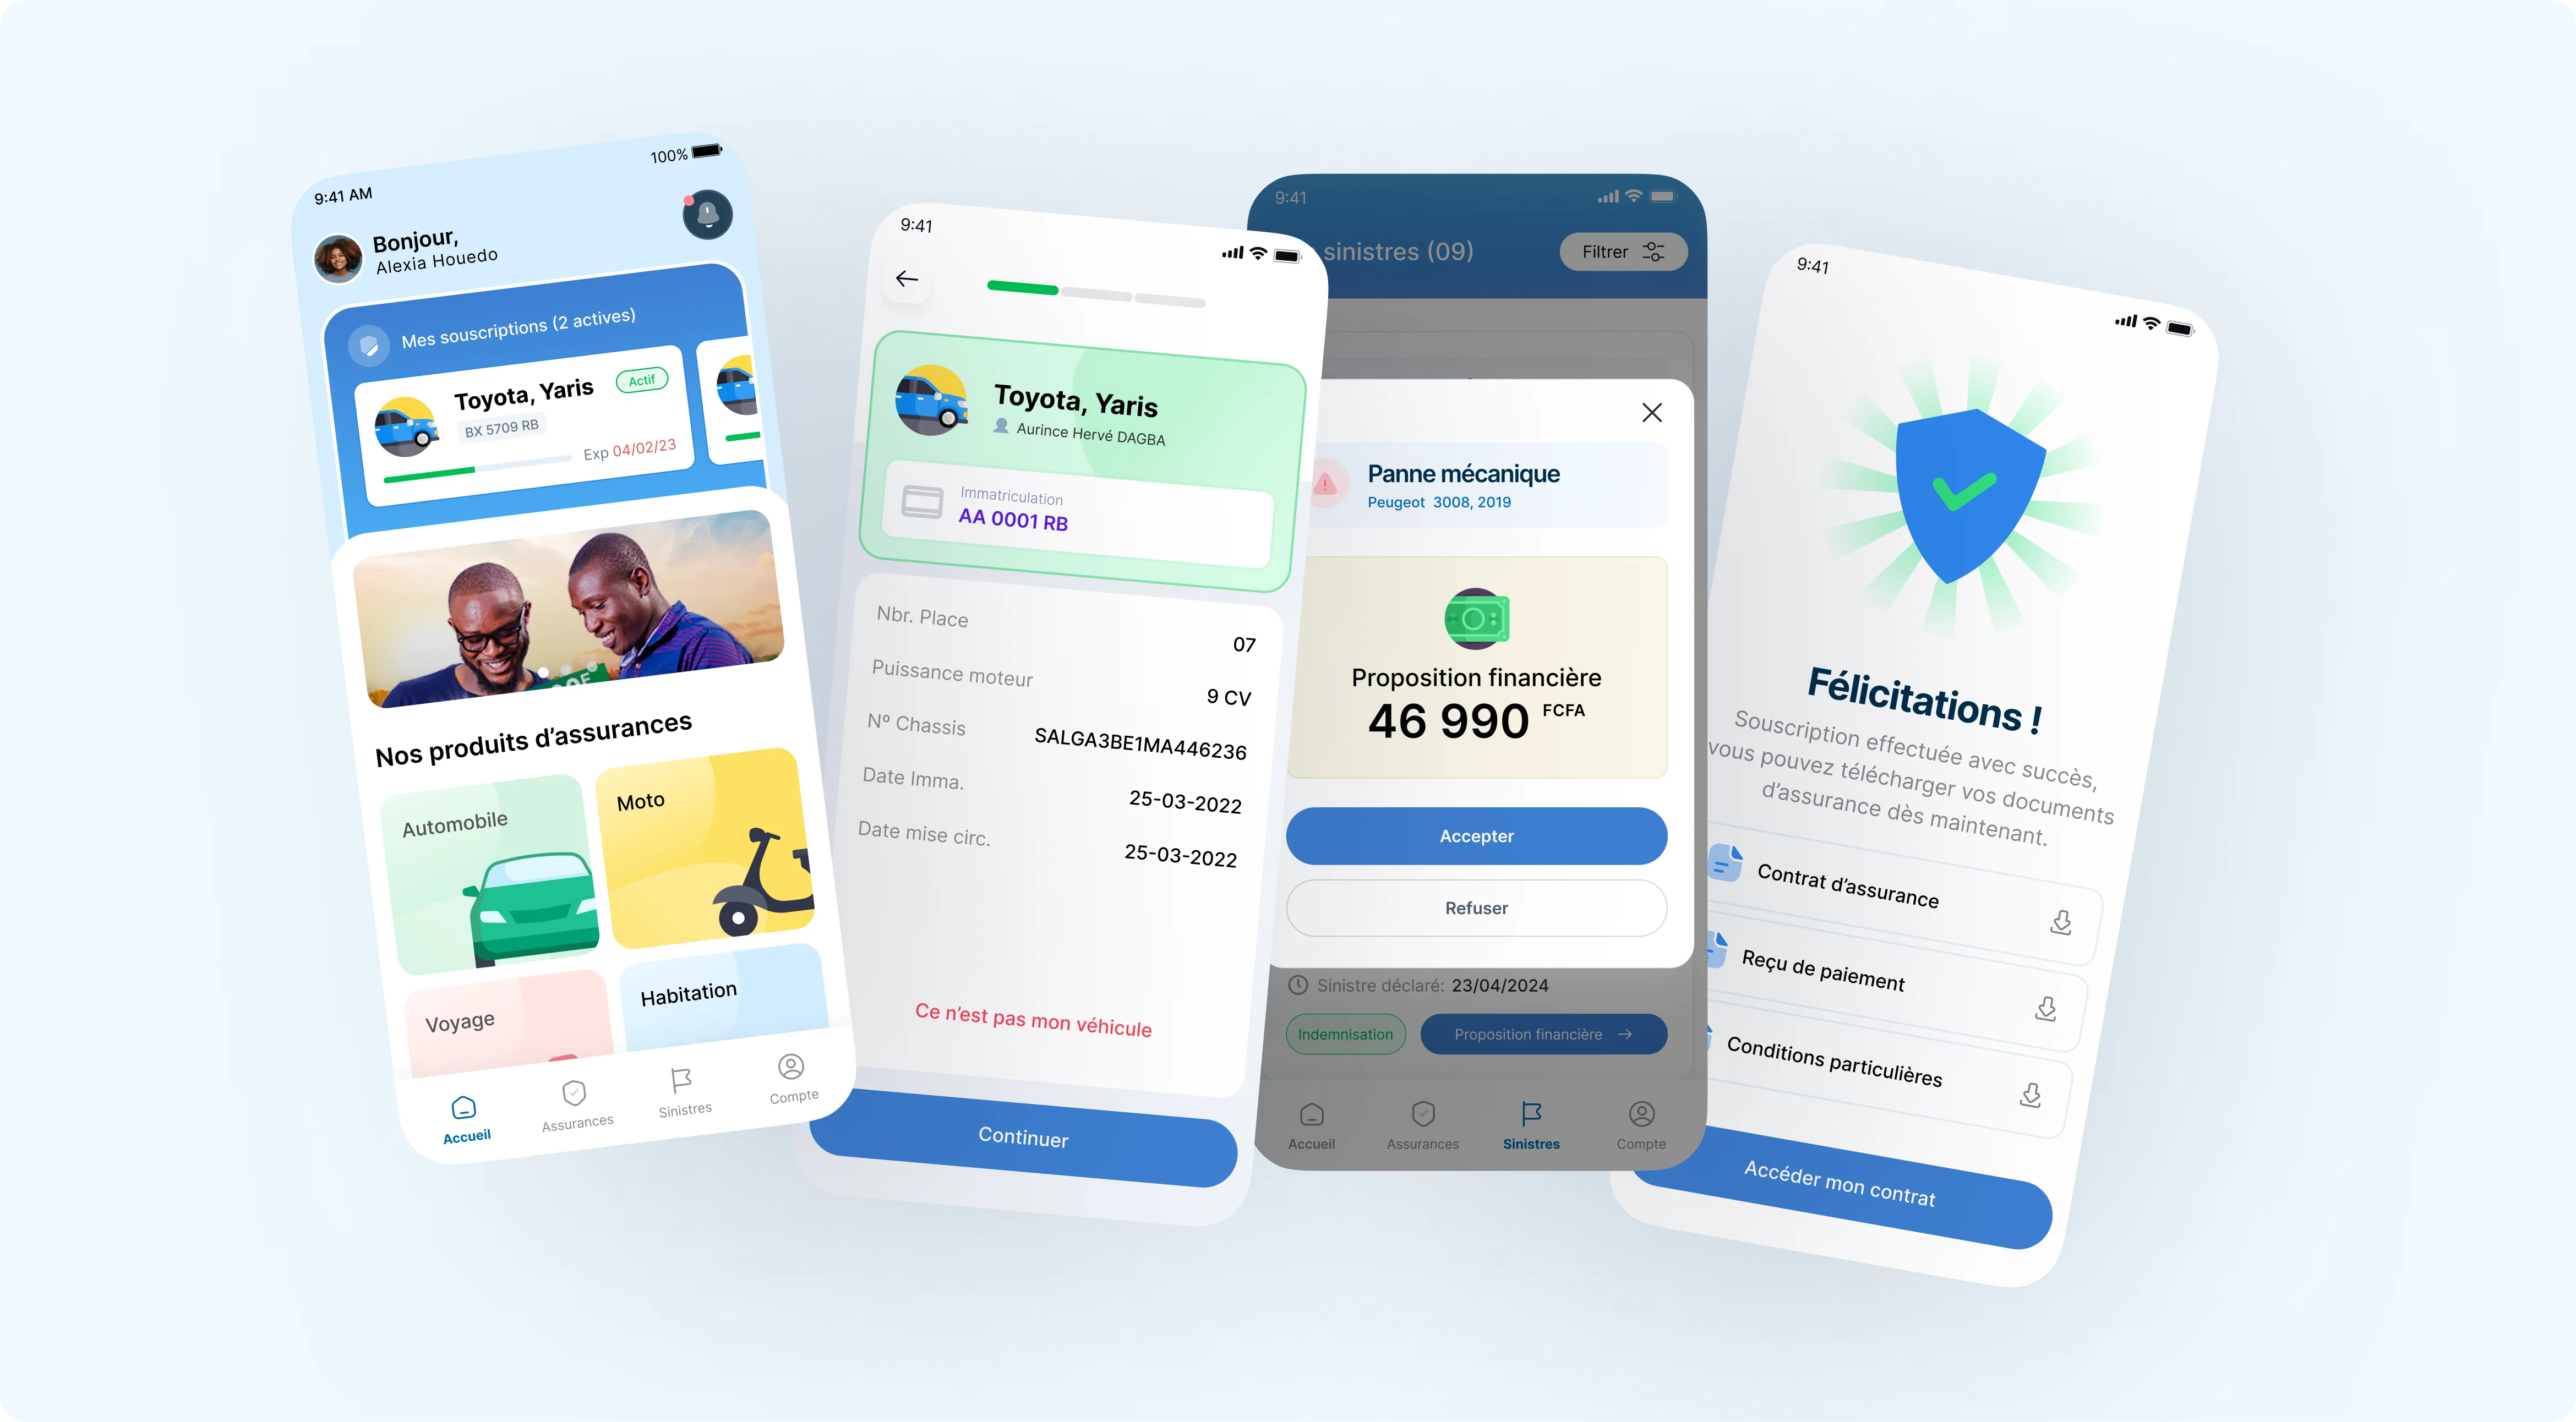 9:41 AM
100%
Bonjour,
Alexia Houedo
Mes souscriptions (2 actives)
Toyota, Yaris
Actif
BX 5709 RB
Exp 04/02/23
Nos produits d’assurances
Automobile
Moto
Voyage
Habitation
Accueil
Assurances
Sinistres
Compte
9:41
Toyota, Yaris
Aurince Hervé DAGBA
Immatriculation
AA 0001 RB
Nbr. Place
07
Puissance moteur
9 CV
Nº Chassis
SALGA3BE1MA446236
Date Imma.
25-03-2022
Date mise circ.
25-03-2022
Ce n’est pas mon véhicule
Continuer
9:41
sinistres (09)
Filtrer
Panne mécanique
Peugeot 3008, 2019
Proposition financière
46 990 FCFA
Accepter
Refuser
Sinistre déclaré: 23/04/2024
Indemnisation
Proposition financière
Accueil
Assurances
Sinistres
Compte
9:41
Félicitations !
Souscription effectuée avec succès,
vous pouvez télécharger vos documents
d’assurance dès maintenant.
Contrat d’assurance
Reçu de paiement
Conditions particulières
Accéder mon contrat